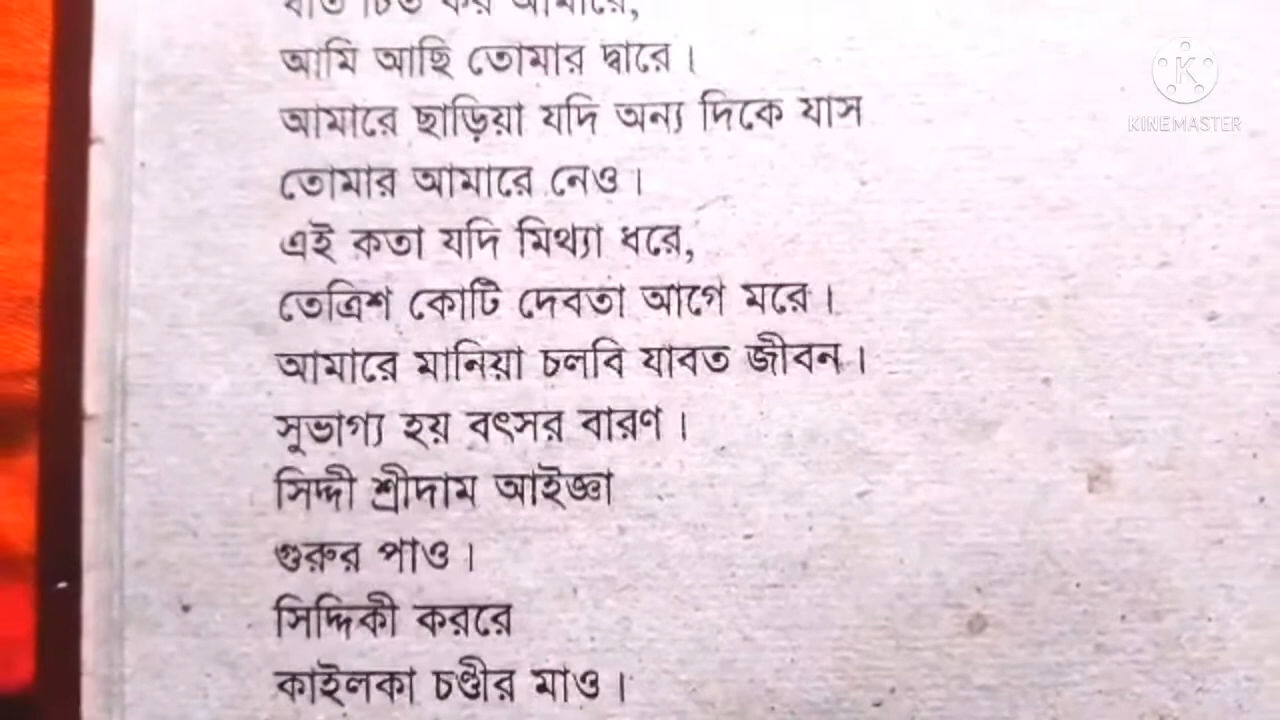 আমারে,
আমি আছি তোমার দ্বারে।
আমারে ছাড়িয়া যদি অন্য দিকে যাস
তোমার আমারে নেও।
এই কতা যদি মিথ্যা ধরে,
তেত্রিশ কোটি দেবতা আগে মরে।
আমারে মানিয়া চলবি যাবত জীবন।
সুভাগ্য হয় বৎসর বারণ।
সিদ্দী শ্রীদাম আইজ্ঞা
গুরুর পাও।
সিদ্দিকী কররে
কাইলকা চণ্ডীর মাও।
K
KINEMASTER